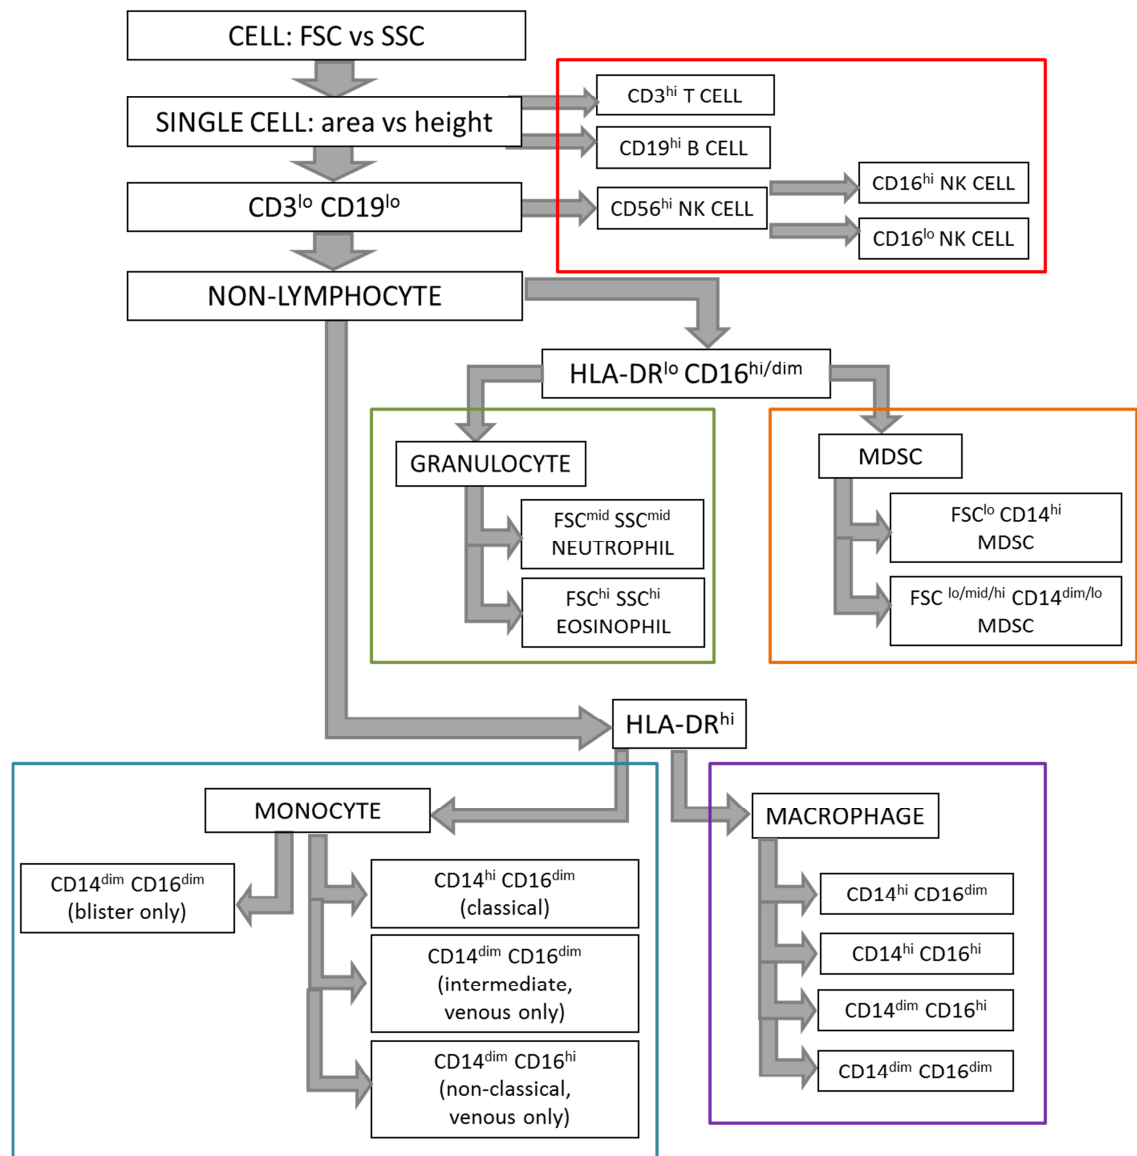 CELL: FSC vs SSC
SINGLE CELL: area vs height
CD3lo CD19lo
NON-LYMPHOCYTE
CD3hi T CELL
CD19hi B CELL
CD56hi NK CELL
CD16hi NK CELL
CD16lo NK CELL
HLA-DRlo CD16hi/dim
GRANULOCYTE
FSCmid SSCmid
NEUTROPHIL
FSChi SSChi
EOSINOPHIL
MDSC
FSClo CD14hi
MDSC
FSC lo/mid/hi CD14dim/lo
MDSC
HLA-DRhi
MONOCYTE
CD14dim CD16dim
(blister only)
CD14hi CD16dim
(classical)
CD14dim CD16dim
(intermediate,
venous only)
CD14dim CD16hi
(non-classical,
venous only)
MACROPHAGE
CD14hi CD16dim
CD14hi CD16hi
CD14dim CD16hi
CD14dim CD16dim